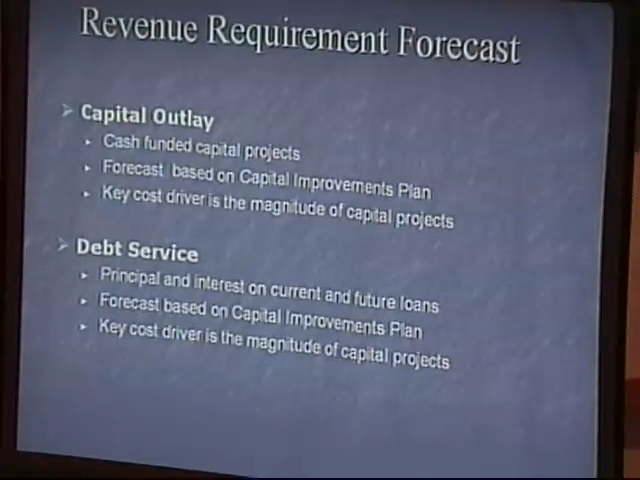 Revenue Requirement Forecast
Capital Outlay
Cash funded capital projects
Forecast based on Capital Improvements Plan
Key cost driver is the magnitude of capital projects
Debt Service
Principal and interest on current and future loans
Forecast based on Capital Improvements Plan
Key cost driver is the magnitude of capital projects